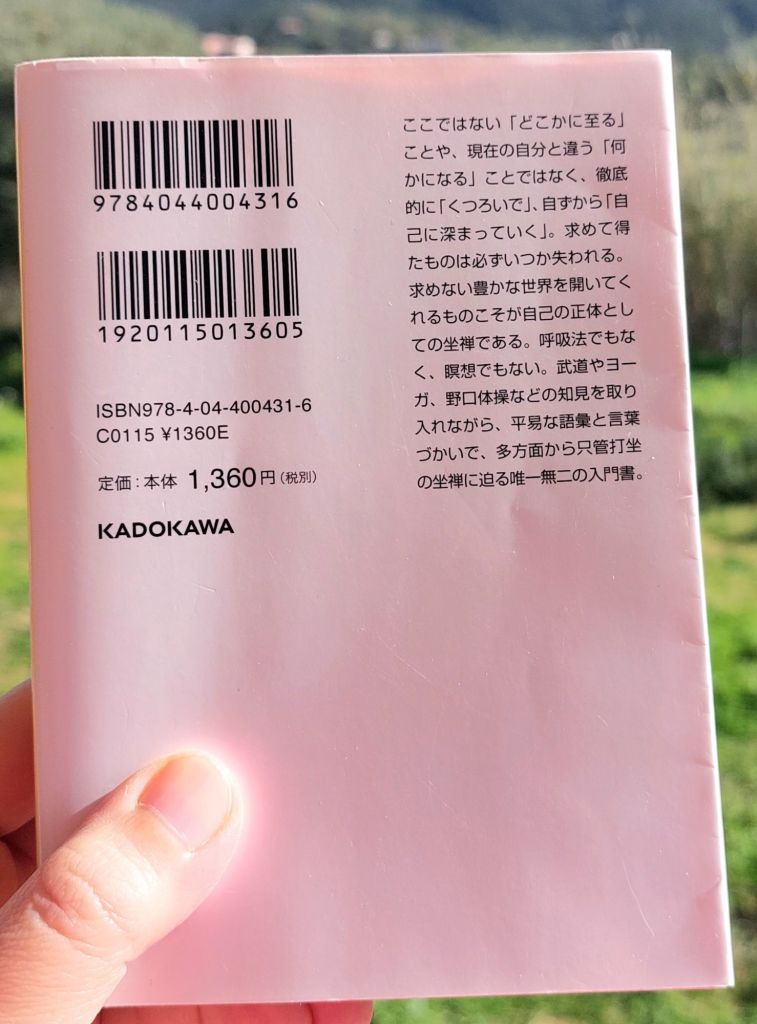 9784044004316
1920115013605
ISBN978-4-04-400431-6
C0115 ¥1360E
定価:本体 1,360円(税別)
KADOKAWA
ここではない「どこかに至る」
ことや、現在の自分と違う「何
かになる」ことではなく、徹底
的に「くつろいで」、自ずから「自
己に深まっていく」。求めて得
たものは必ずいつか失われる。
求めない豊かな世界を開いてく
れるものこそが自己の正体とし
ての坐禅である。呼吸法でもな
く、瞑想でもない。武道やヨー
ガ、野口体操などの知見を取り
入れながら、平易な語彙と言葉
づかいで、多方面から只管打坐
の坐禅に迫る唯一無二の入門書。